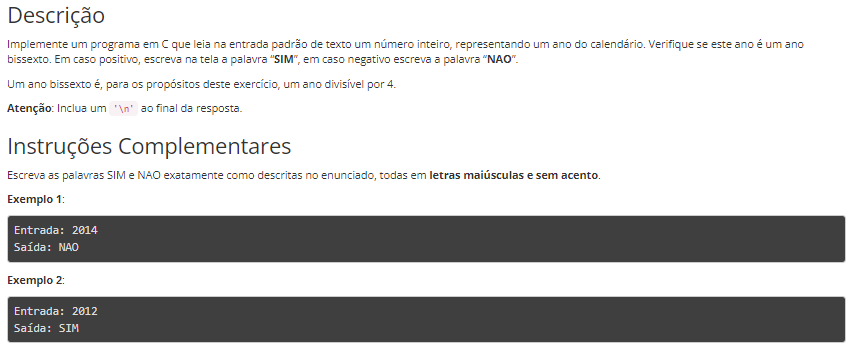 Descrição
Implemente um programa em C que leia na entrada padrão de texto um número inteiro, representando um ano do calendário. Verifique se este ano é um ano
bissexto. Em caso positivo, escreva na tela a palavra “SIM”, em caso negativo escreva a palavra “NAO”.
Um ano bissexto é, para os propósitos deste exercício, um ano divisível por 4.
Atenção: Inclua um '\n' ao final da resposta.
Instruções Complementares
Escreva as palavras SIM e NAO exatamente como descritas no enunciado, todas em letras maiúsculas e sem acento.
Exemplo 1:
Entrada: 2014
Saída: NAO
Exemplo 2:
Entrada: 2012
Saída: SIM